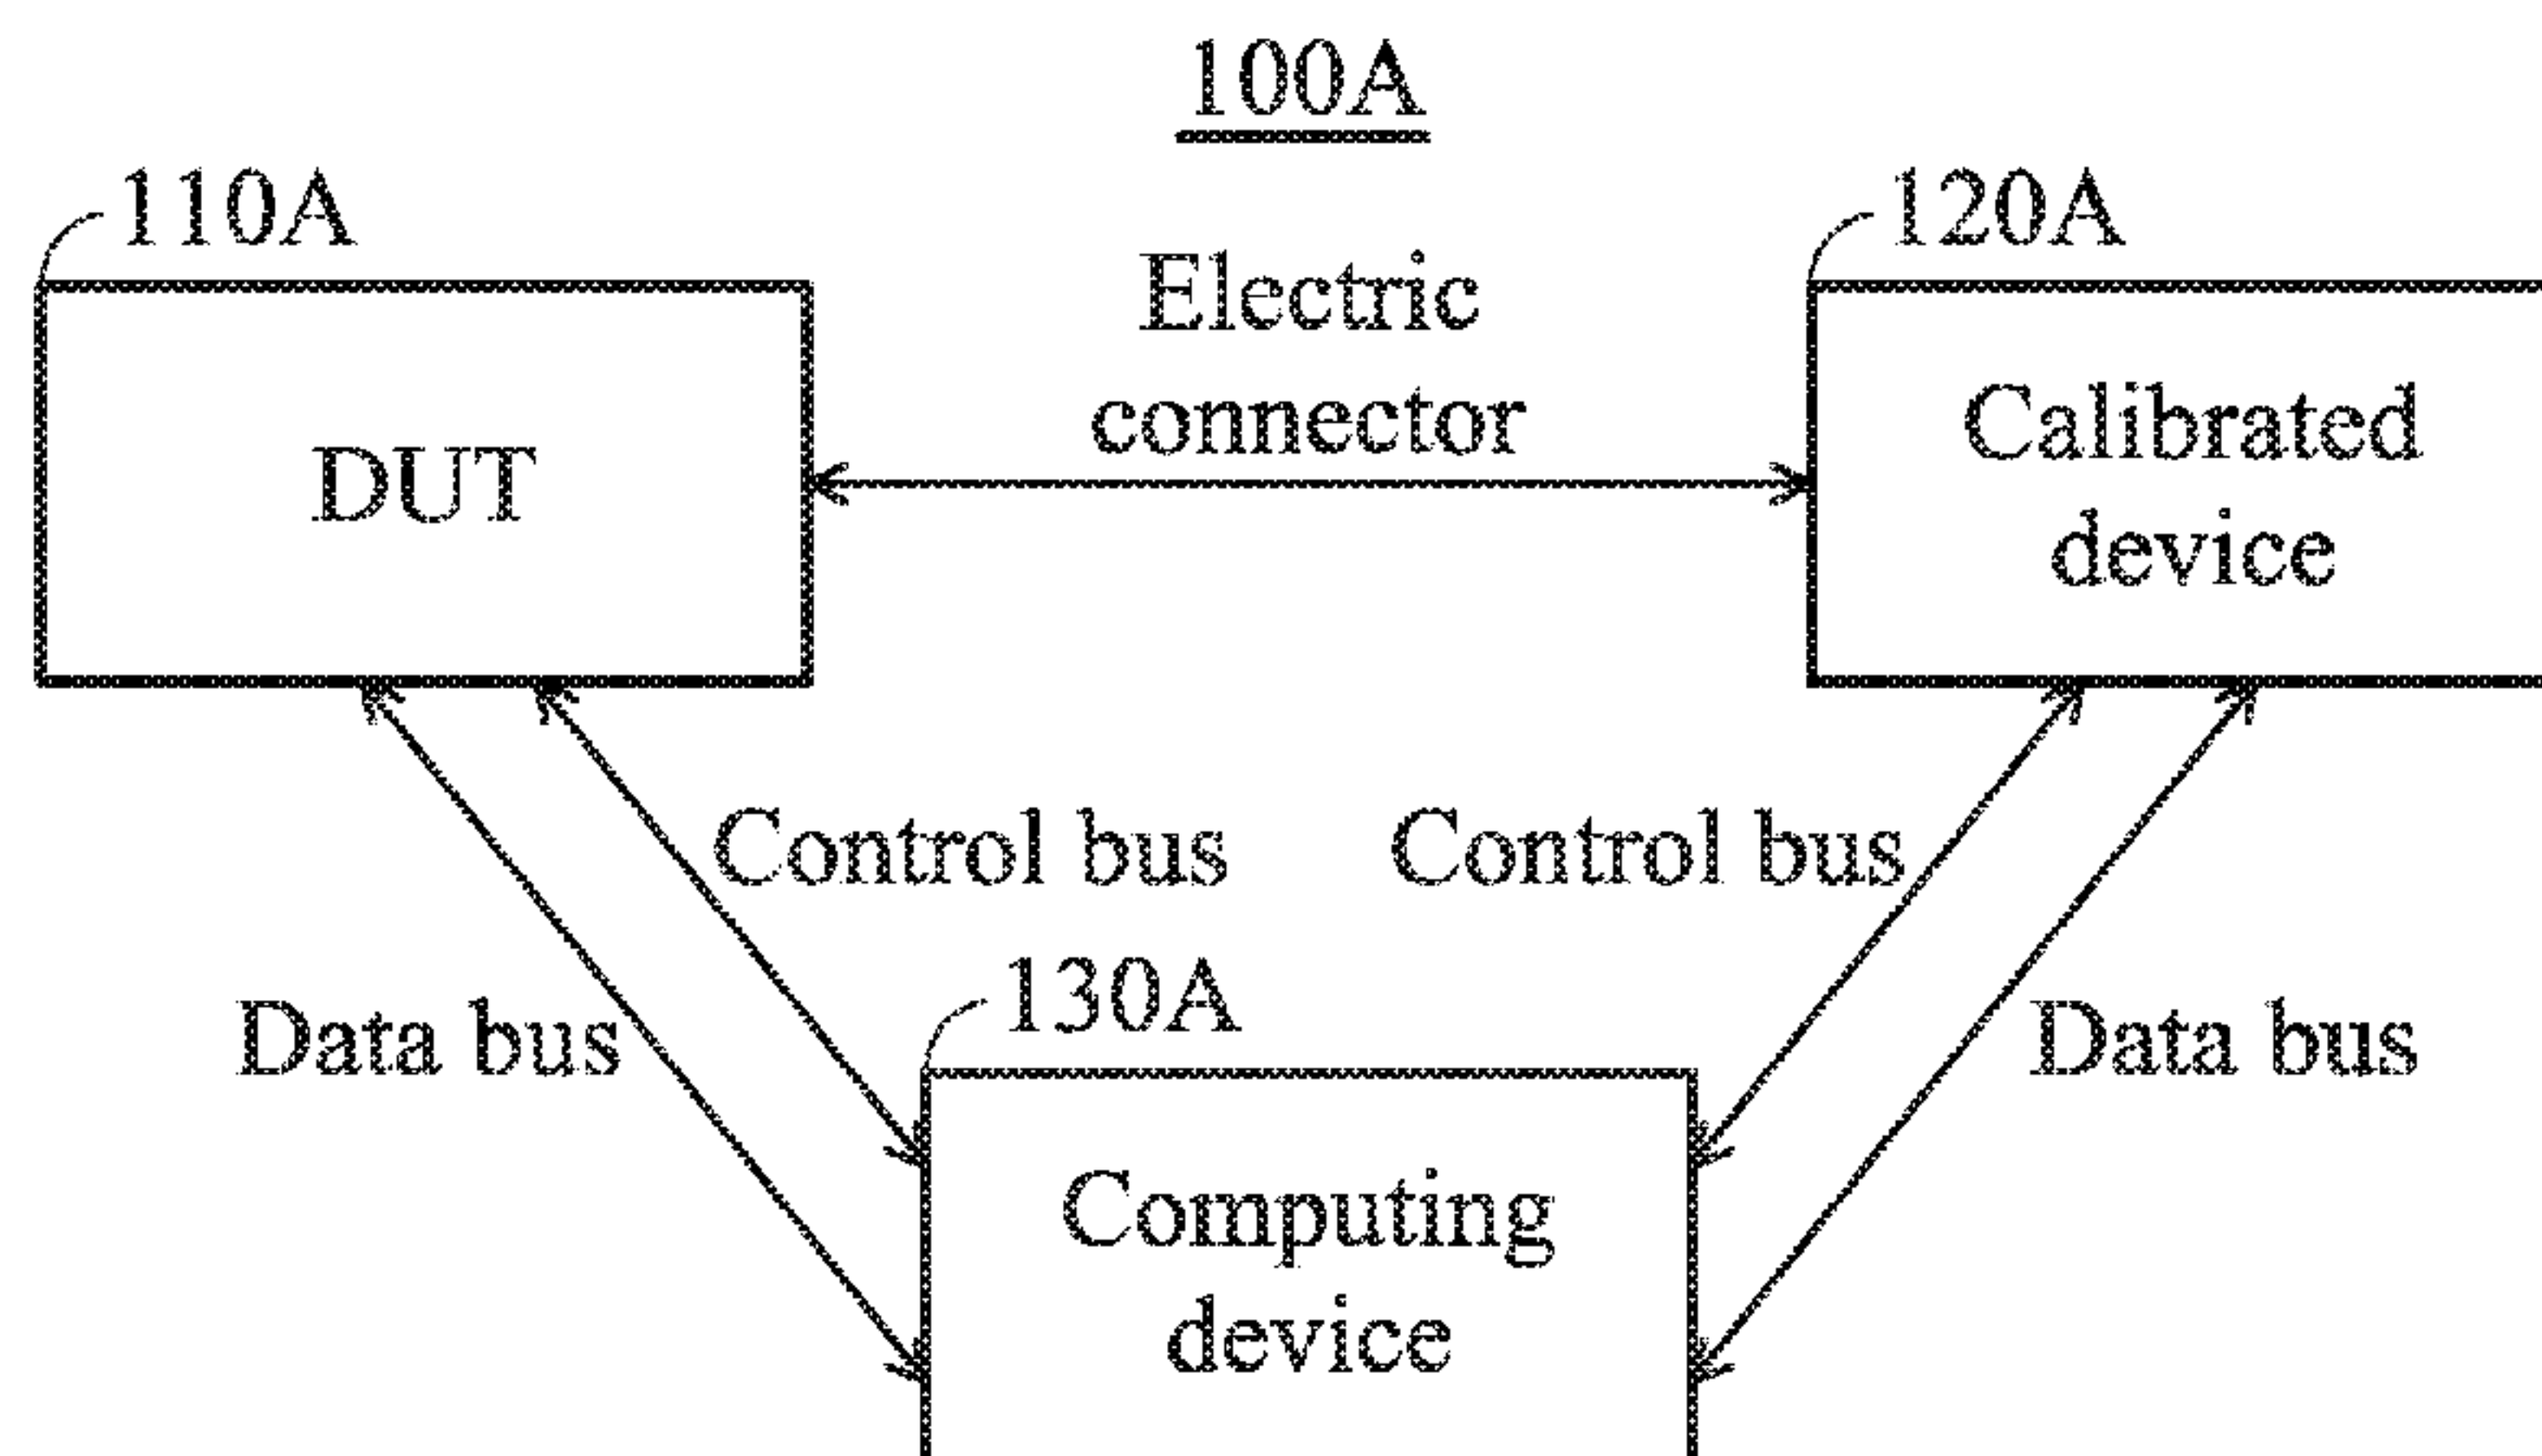 100A
110A
120A
Electric
connector
DUT
Calibrated
device
Control bus
Control bus
130A
Data bus
Data bus
Computing
device